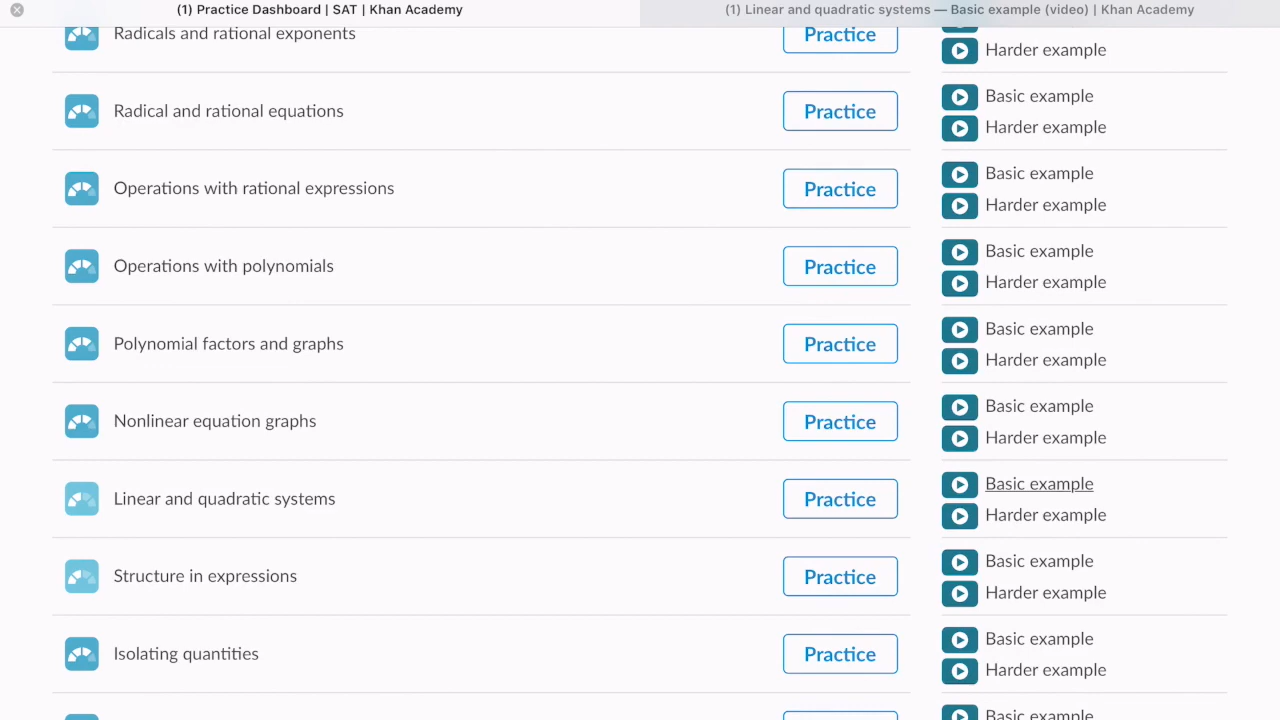 (1) Practice Dashboard | SAT | Khan Academy
(1) Linear and quadratic systems — Basic example (video) | Khan Academy
Radicals and rational exponents
Practice
Harder example
Radical and rational equations
Practice
Basic example
Harder example
Operations with rational expressions
Practice
Basic example
Harder example
Operations with polynomials
Practice
Basic example
Harder example
Polynomial factors and graphs
Practice
Basic example
Harder example
Nonlinear equation graphs
Practice
Basic example
Harder example
Linear and quadratic systems
Practice
Basic example
Harder example
Structure in expressions
Practice
Basic example
Harder example
Isolating quantities
Practice
Basic example
Harder example
Basic example